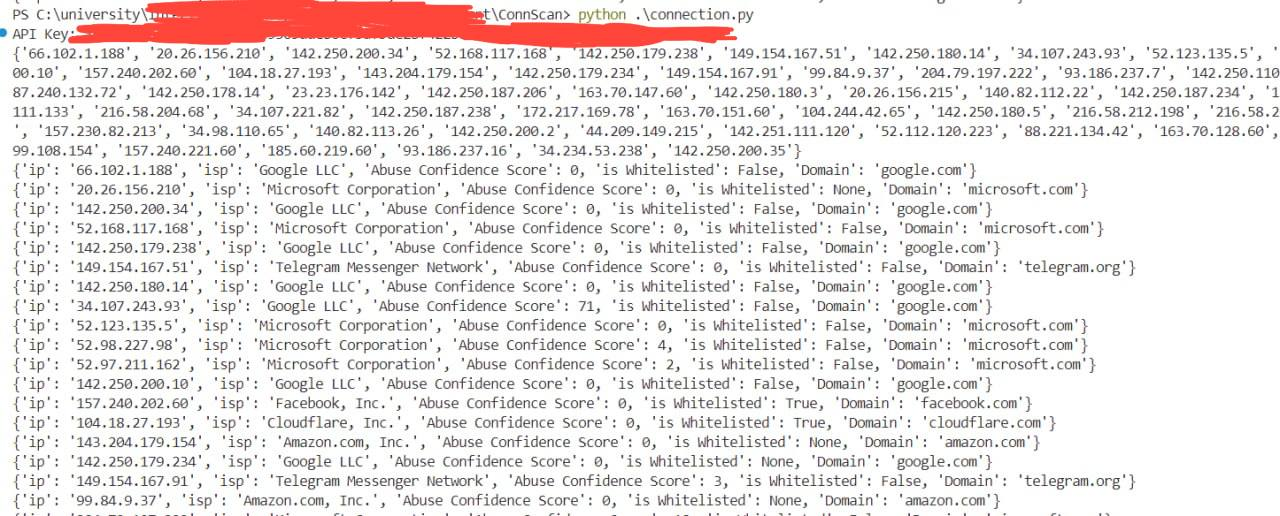 PS C:\university\ t\ConnScan> python .\connection.py
API Key:
{'66.102.1.188', '20.26.156.210', '142.250.200.34', '52.168.117.168', '142.250.179.238', '149.154.167.51', '142.250.180.14', '34.107.243.93', '52.123.135.5', '
00.10', '157.240.202.60', '104.18.27.193', '143.204.179.154', '142.250.179.234', '149.154.167.91', '99.84.9.37', '204.79.197.222', '93.186.237.7', '142.250.110
87.240.132.72', '142.250.178.14', '23.23.176.142', '142.250.187.206', '163.70.147.60', '142.250.180.3', '20.26.156.215', '140.82.112.22', '142.250.187.234', '1
111.133', '216.58.204.68', '34.107.221.82', '142.250.187.238', '172.217.169.78', '163.70.151.60', '104.244.42.65', '142.250.180.5', '216.58.212.198', '216.58.2
', '157.230.82.213', '34.98.110.65', '140.82.113.26', '142.250.200.2', '44.209.149.215', '142.251.111.120', '52.112.120.223', '88.221.134.42', '163.70.128.60',
99.108.154', '157.240.221.60', '185.60.219.60', '93.186.237.16', '34.234.53.238', '142.250.200.35'}
{'ip': '66.102.1.188', 'isp': 'Google LLC', 'Abuse Confidence Score': 0, 'is Whitelisted': False, 'Domain': 'google.com'}
{'ip': '20.26.156.210', 'isp': 'Microsoft Corporation', 'Abuse Confidence Score': 0, 'is Whitelisted': None, 'Domain': 'microsoft.com'}
{'ip': '142.250.200.34', 'isp': 'Google LLC', 'Abuse Confidence Score': 0, 'is Whitelisted': False, 'Domain': 'google.com'}
{'ip': '52.168.117.168', 'isp': 'Microsoft Corporation', 'Abuse Confidence Score': 0, 'is Whitelisted': False, 'Domain': 'microsoft.com'}
{'ip': '142.250.179.238', 'isp': 'Google LLC', 'Abuse Confidence Score': 0, 'is Whitelisted': False, 'Domain': 'google.com'}
{'ip': '149.154.167.51', 'isp': 'Telegram Messenger Network', 'Abuse Confidence Score': 0, 'is Whitelisted': False, 'Domain': 'telegram.org'}
{'ip': '142.250.180.14', 'isp': 'Google LLC', 'Abuse Confidence Score': 0, 'is Whitelisted': False, 'Domain': 'google.com'}
{'ip': '34.107.243.93', 'isp': 'Google LLC', 'Abuse Confidence Score': 71, 'is Whitelisted': False, 'Domain': 'google.com'}
{'ip': '52.123.135.5', 'isp': 'Microsoft Corporation', 'Abuse Confidence Score': 0, 'is Whitelisted': False, 'Domain': 'microsoft.com'}
{'ip': '52.98.227.98', 'isp': 'Microsoft Corporation', 'Abuse Confidence Score': 4, 'is Whitelisted': False, 'Domain': 'microsoft.com'}
{'ip': '52.97.211.162', 'isp': 'Microsoft Corporation', 'Abuse Confidence Score': 2, 'is Whitelisted': False, 'Domain': 'microsoft.com'}
{'ip': '142.250.200.10', 'isp': 'Google LLC', 'Abuse Confidence Score': 0, 'is Whitelisted': False, 'Domain': 'google.com'}
{'ip': '157.240.202.60', 'isp': 'Facebook, Inc.', 'Abuse Confidence Score': 0, 'is Whitelisted': True, 'Domain': 'facebook.com'}
{'ip': '104.18.27.193', 'isp': 'Cloudflare, Inc.', 'Abuse Confidence Score': 0, 'is Whitelisted': True, 'Domain': 'cloudflare.com'}
{'ip': '143.204.179.154', 'isp': 'Amazon.com, Inc.', 'Abuse Confidence Score': 0, 'is Whitelisted': None, 'Domain': 'amazon.com'}
{'ip': '142.250.179.234', 'isp': 'Google LLC', 'Abuse Confidence Score': 0, 'is Whitelisted': None, 'Domain': 'google.com'}
{'ip': '149.154.167.91', 'isp': 'Telegram Messenger Network', 'Abuse Confidence Score': 3, 'is Whitelisted': False, 'Domain': 'telegram.org'}
{'ip': '99.84.9.37', 'isp': 'Amazon.com, Inc.', 'Abuse Confidence Score': 0, 'is Whitelisted': None, 'Domain': 'amazon.com'}